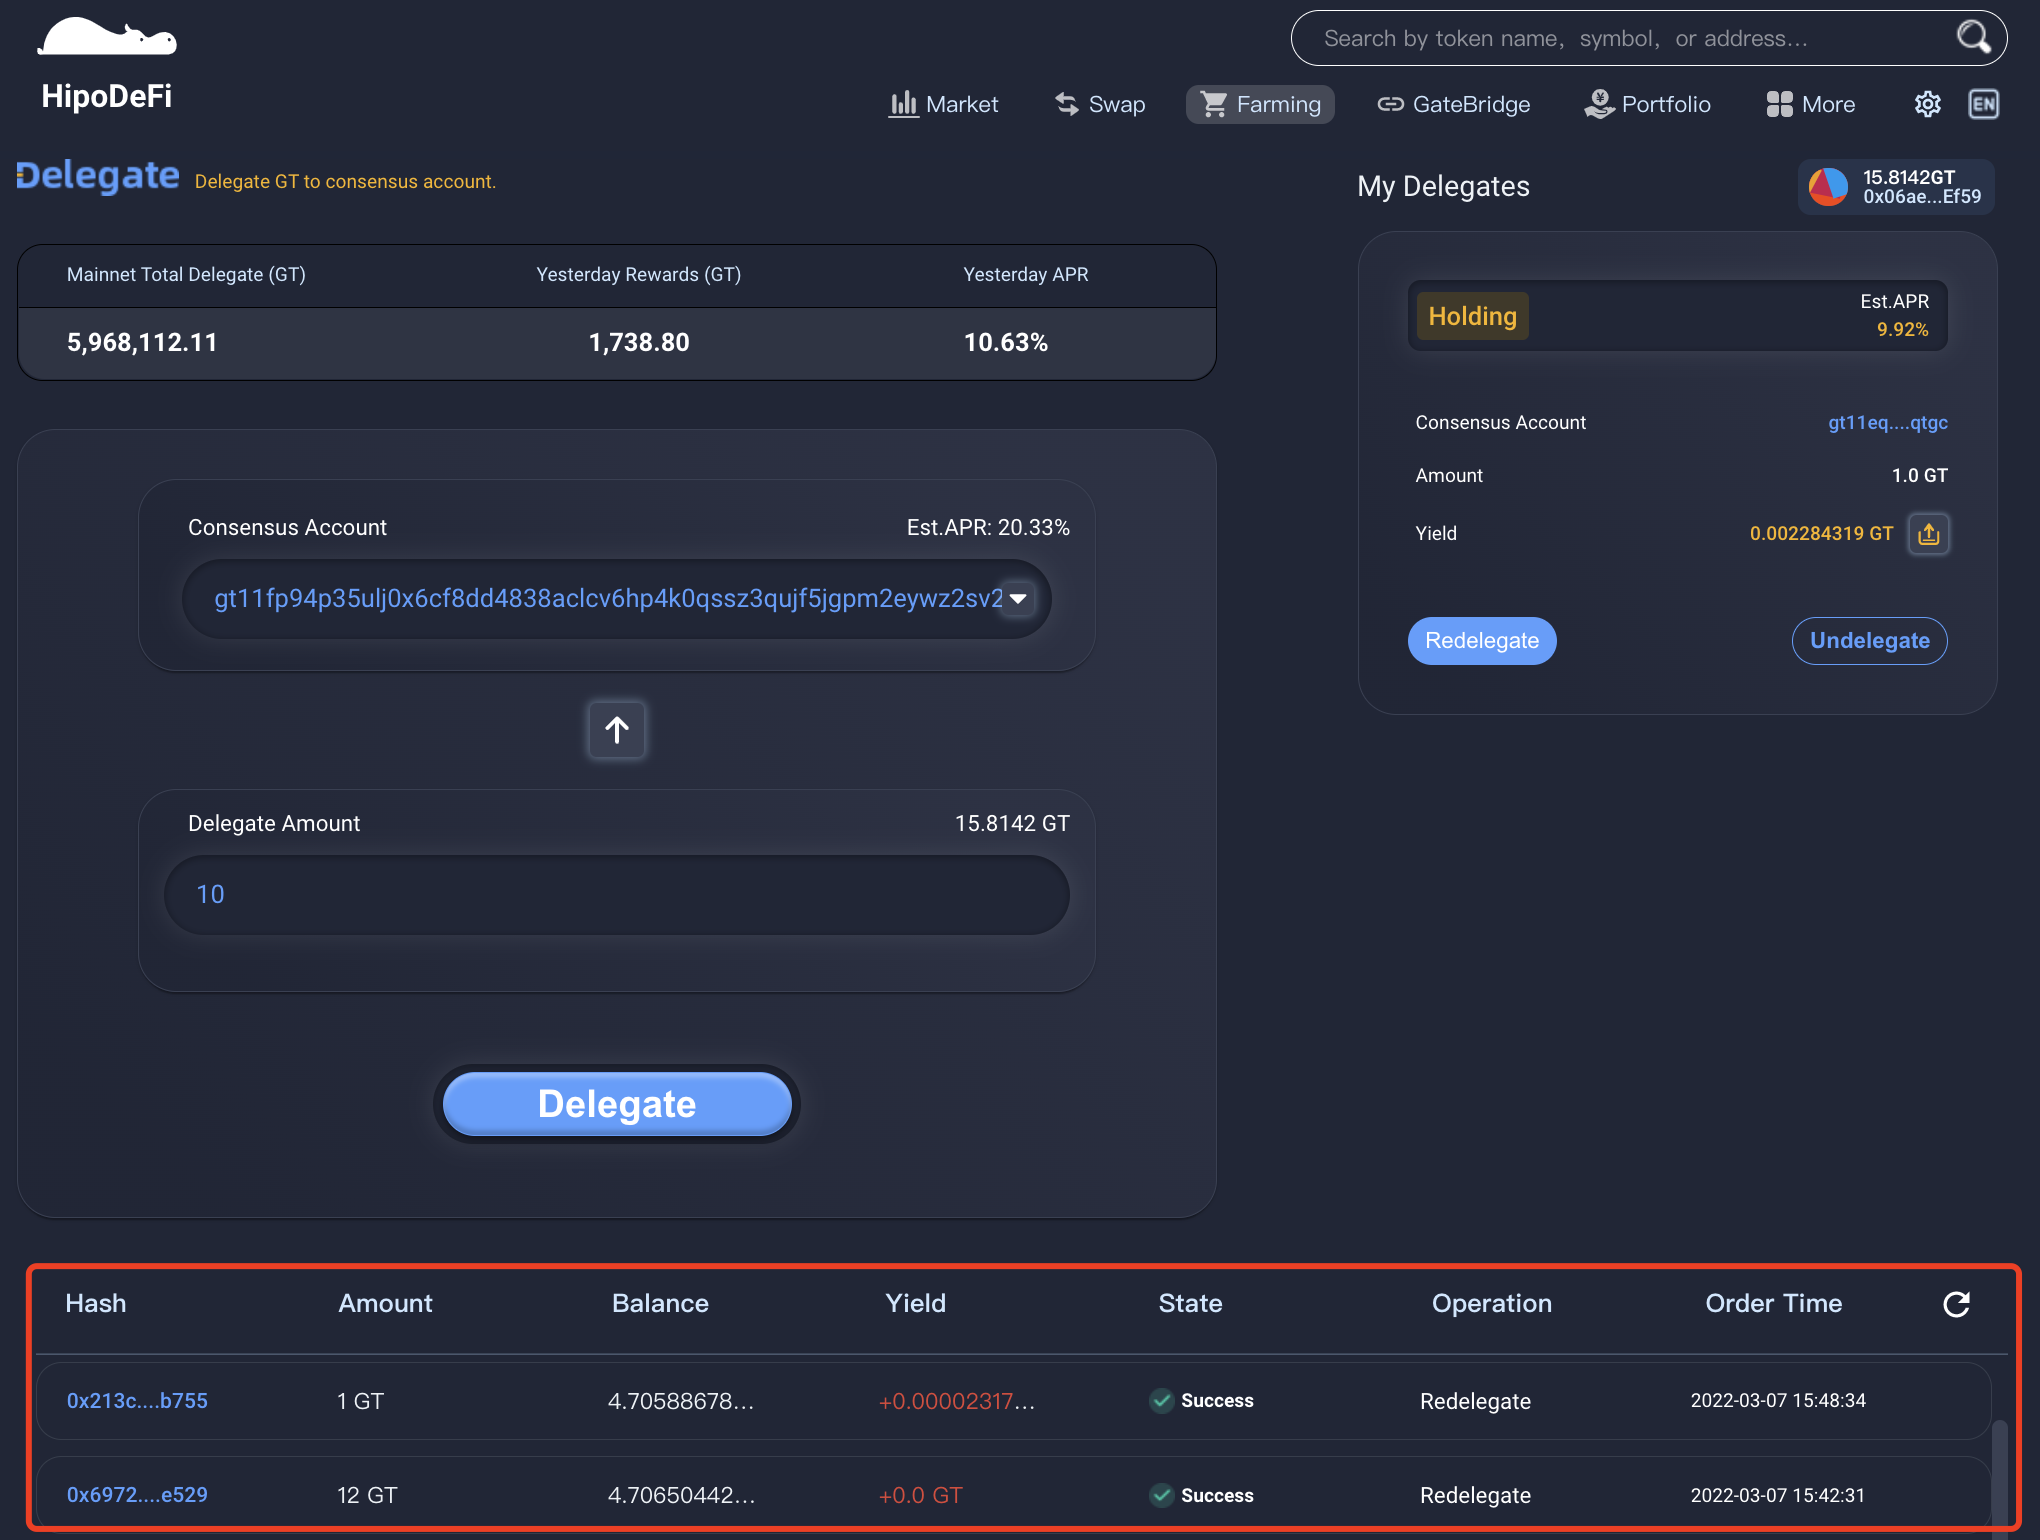 HipoDeFi
Search by token name, symbol, or address...
Market
Swap
Farming
GateBridge
Portfolio
More
EN
Delegate
Delegate GT to consensus account.
Mainnet Total Delegate (GT)
Yesterday Rewards (GT)
Yesterday APR
5,968,112.11
1,738.80
10.63%
Consensus Account
Est.APR: 20.33%
gt11fp94p35ulj0x6cf8dd4838aclcv6hp4k0qssz3qujf5jgpm2eywz2sv2
Delegate Amount
15.8142 GT
10
Delegate
My Delegates
15.8142GT
0x06ae...Ef59
Holding
Est.APR
9.92%
Consensus Account
gt11eq....qtgc
Amount
1.0 GT
Yield
0.002284319 GT
Redelegate
Undelegate
Hash
Amount
Balance
Yield
State
Operation
Order Time
0x213c....b755
1 GT
4.70588678...
+0.00002317...
Success
Redelegate
2022-03-07 15:48:34
0x6972....e529
12 GT
4.70650442...
+0.0 GT
Success
Redelegate
2022-03-07 15:42:31